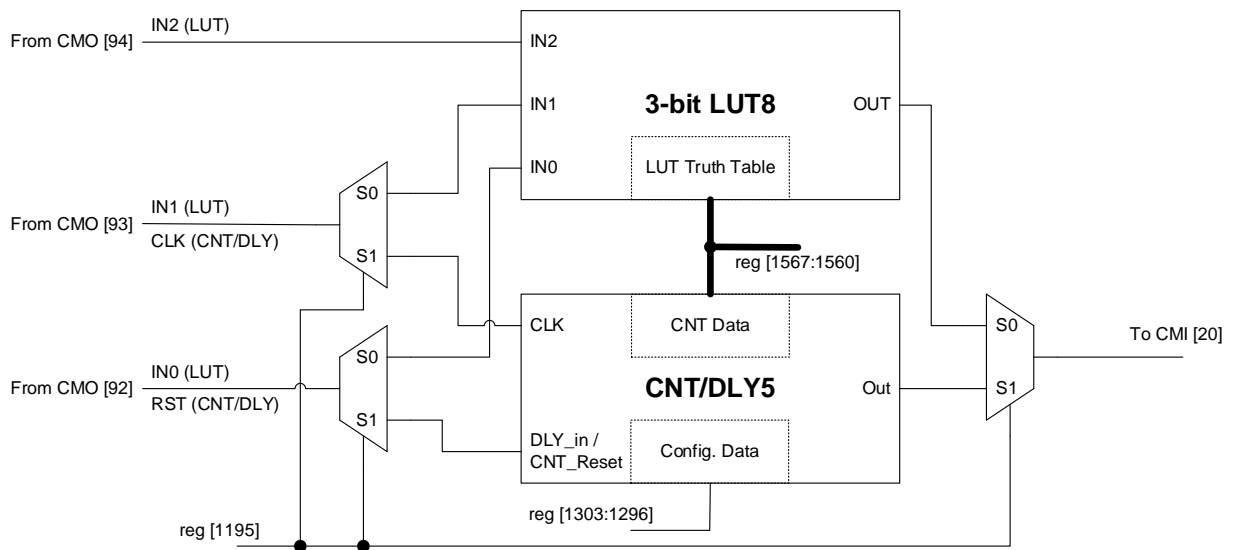 IN2 (LUT)
From CMO [94]
IN2
IN1
3-bit LUT8
OUT
IN0
LUT Truth Table
S0
IN1 (LUT)
From CMO [93]
CLK (CNT/DLY)
S1
reg [1567:1560]
CLK
CNT Data
S0
To CMI [20]
S0
IN0 (LUT)
From CMO [92]
RST (CNT/DLY)
CNT/DLY5
Out
S1
S1
DLY_in /
CNT_Reset
Config. Data
reg [1303:1296]
reg [1195]